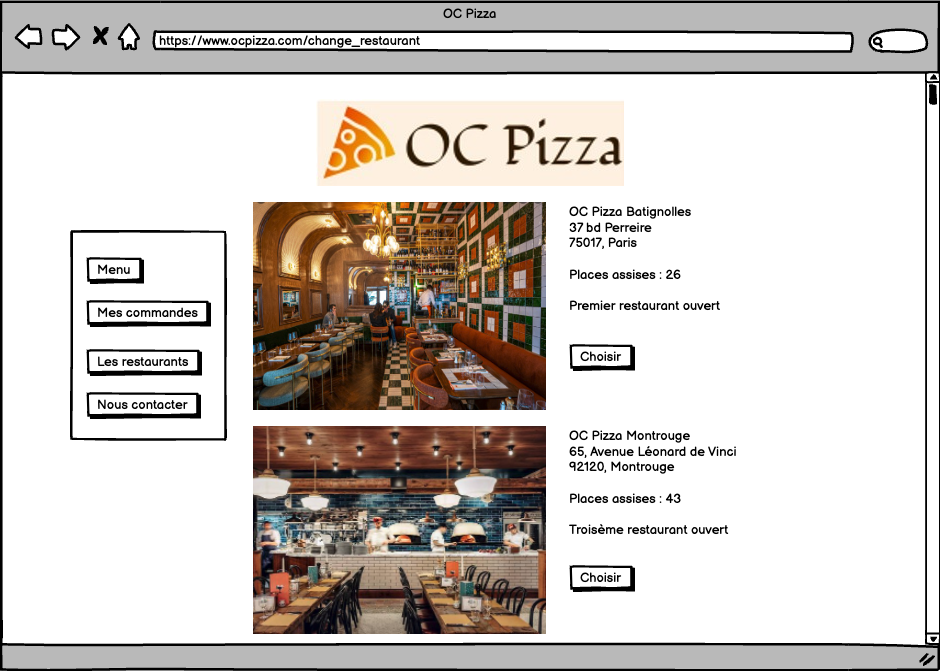 OC Pizza
https://www.ocpizza.com/change_restaurant
OC Pizza
Menu
Mes commandes
Les restaurants
Nous contacter
OC Pizza Batignolles
37 bd Perreire
75017, Paris
Places assises : 26
Premier restaurant ouvert
Choisir
OC Pizza Montrouge
65, Avenue Léonard de Vinci
92120, Montrouge
Places assises : 43
Troisème restaurant ouvert
Choisir